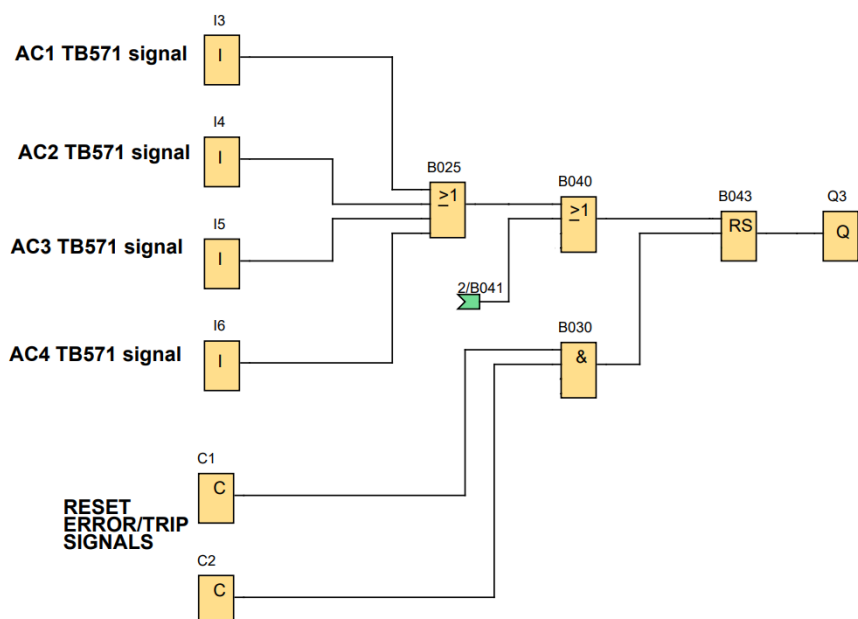 I3
AC1 TB571 signal
I
I4
AC2 TB571 signal
I
B025
≥1
B040
≥1
B043
RS
Q3
Q
I5
AC3 TB571 signal
I
2/B041
I6
AC4 TB571 signal
I
B030
&
C1
C
RESET
ERROR/TRIP
SIGNALS
C2
C